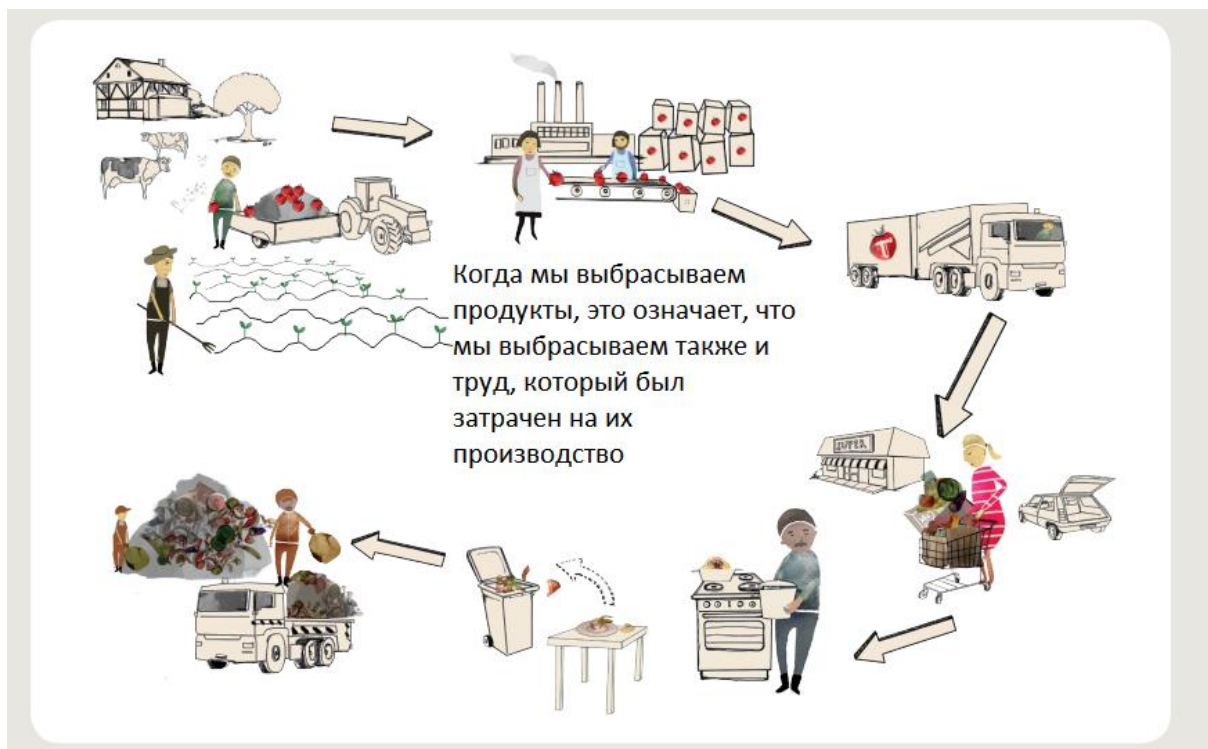 Когда мы выбрасываем
продукты, это означает, что
мы выбрасываем также и
труд, который был
затрачен на их
производство
T